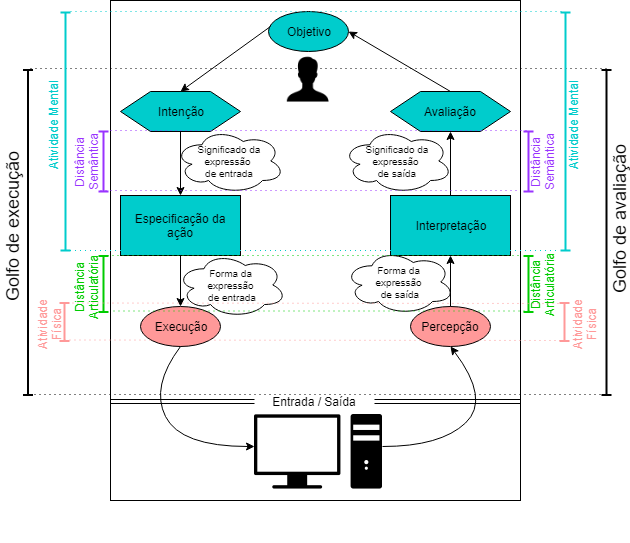 Objetivo
Intenção
Avaliação
Significado da
expressão
de entrada
Significado da
expressão
de saída
Especificação da
ação
Interpretação
Forma da
expressão
de entrada
Forma da
expressão
de saída
Execução
Percepção
Entrada / Saída
Golfo de execução
Atividade Mental
Distância
Semântica
Distância
Articulatória
Atividade
Física
Distância
Semântica
Atividade Mental
Distância
Articulatória
Atividade
Física
Golfo de avaliação